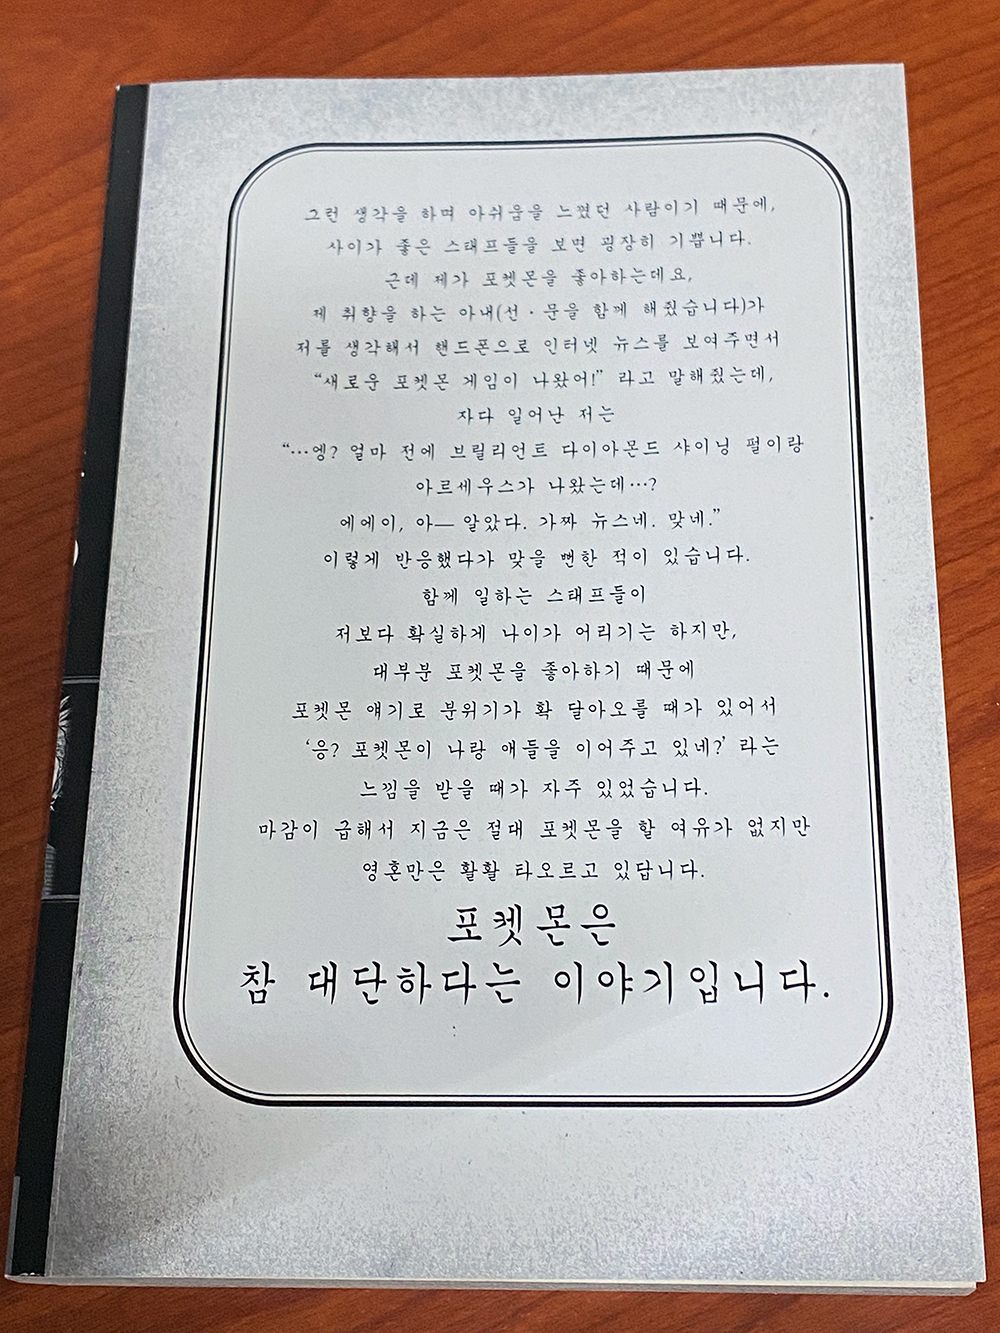 그런 생각을 하며 아쉬움을 느꼈던 사람이기 때문에,
사이가 좋은 스태프들을 보면 굉장히 기쁩니다.
근데 제가 포켓몬을 좋아하는데요,
제 취향을 하는 아내(선·문을 함께 해줬습니다)가
저를 생각해서 핸드폰으로 인터넷 뉴스를 보여주면서
“새로운 포켓몬 게임이 나왔어!” 라고 말해줬는데,
자다 일어난 저는
“…엥? 얼마 전에 브릴리언트 다이아몬드 샤이닝 펄이랑
아르세우스가 나왔는데…?
에에이, 아— 알았다. 가짜 뉴스네. 맞네.”
이렇게 반응했다가 맞을 뻔한 적이 있습니다.
함께 일하는 스태프들이
저보다 확실하게 나이가 어리기는 하지만,
대부분 포켓몬을 좋아하기 때문에
포켓몬 얘기로 분위기가 확 달아오를 때가 있어서
‘응? 포켓몬이 나랑 애들을 이어주고 있네?’ 라는
느낌을 받을 때가 자주 있었습니다.
마감이 급해서 지금은 절대 포켓몬을 할 여유가 없지만
영혼만은 활활 타오르고 있답니다.
포켓몬은
참 대단하다는 이야기입니다.